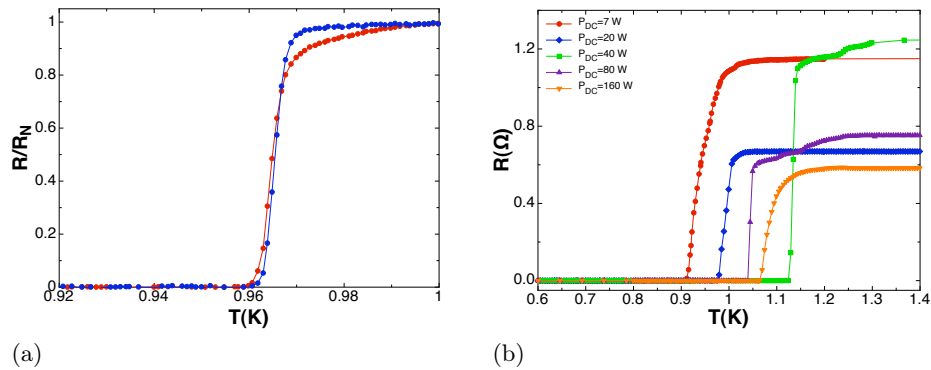 1
0.8
0.6
0.4
0.2
0
R/R_N
0.92
0.94
0.96
0.98
1
T(K)
(a)
P_DC=7 W
P_DC=20 W
P_DC=40 W
P_DC=80 W
P_DC=160 W
1.2
0.8
0.4
0.0
R(Ω)
0.6
0.7
0.8
0.9
1
1.1
1.2
1.3
1.4
T(K)
(b)